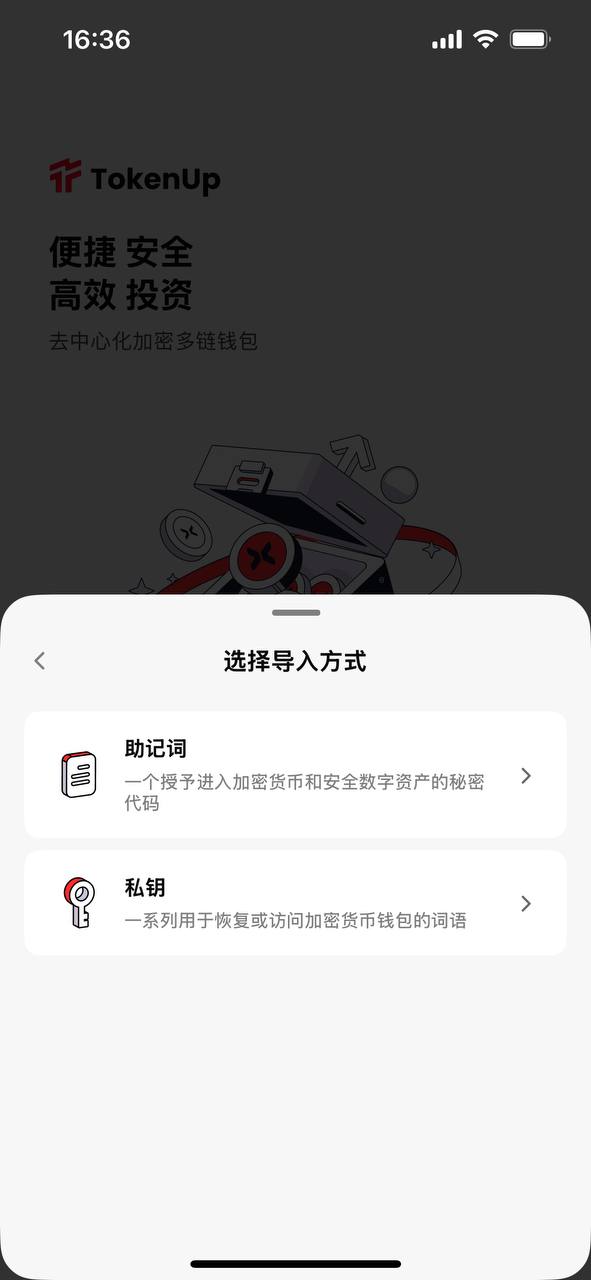 16:36
TokenUp
便捷 安全
高效 投资
去中心化加密多链钱包
选择导入方式
助记词
一个授予进入加密货币和安全数字资产的秘密
代码
私钥
一系列用于恢复或访问加密货币钱包的词语